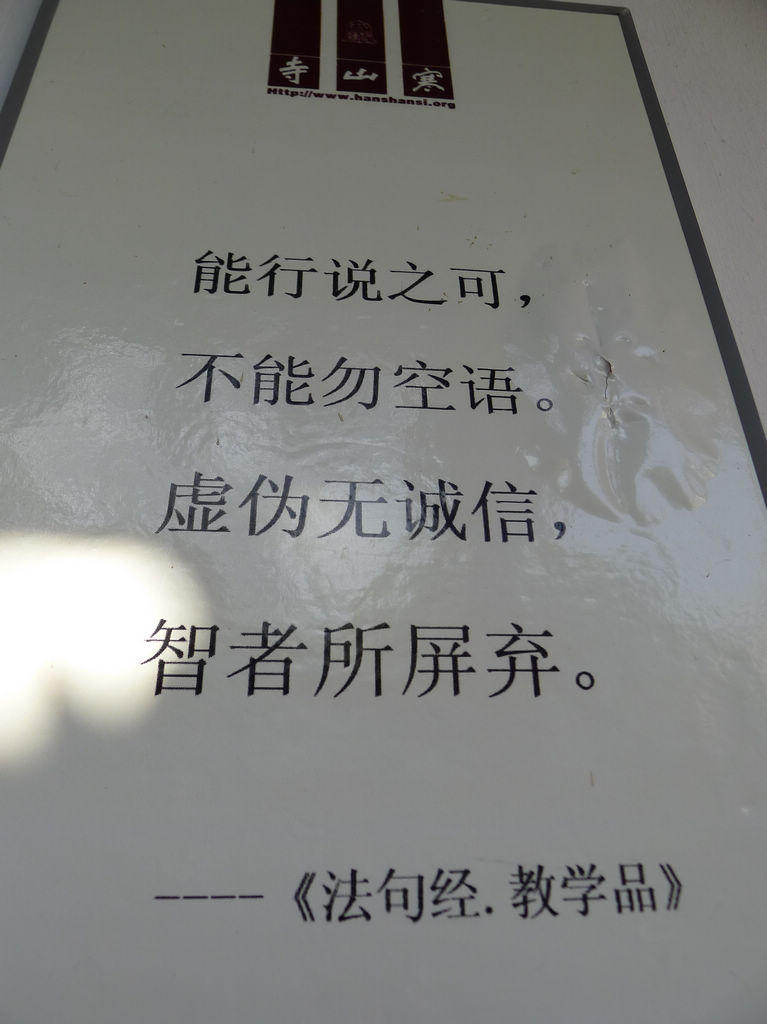 寺山寒
Http://www.hanshansi.org
能行说之可，
不能勿空语。
虚伪无诚信，
智者所屏弃。
----《法句经.教学品》